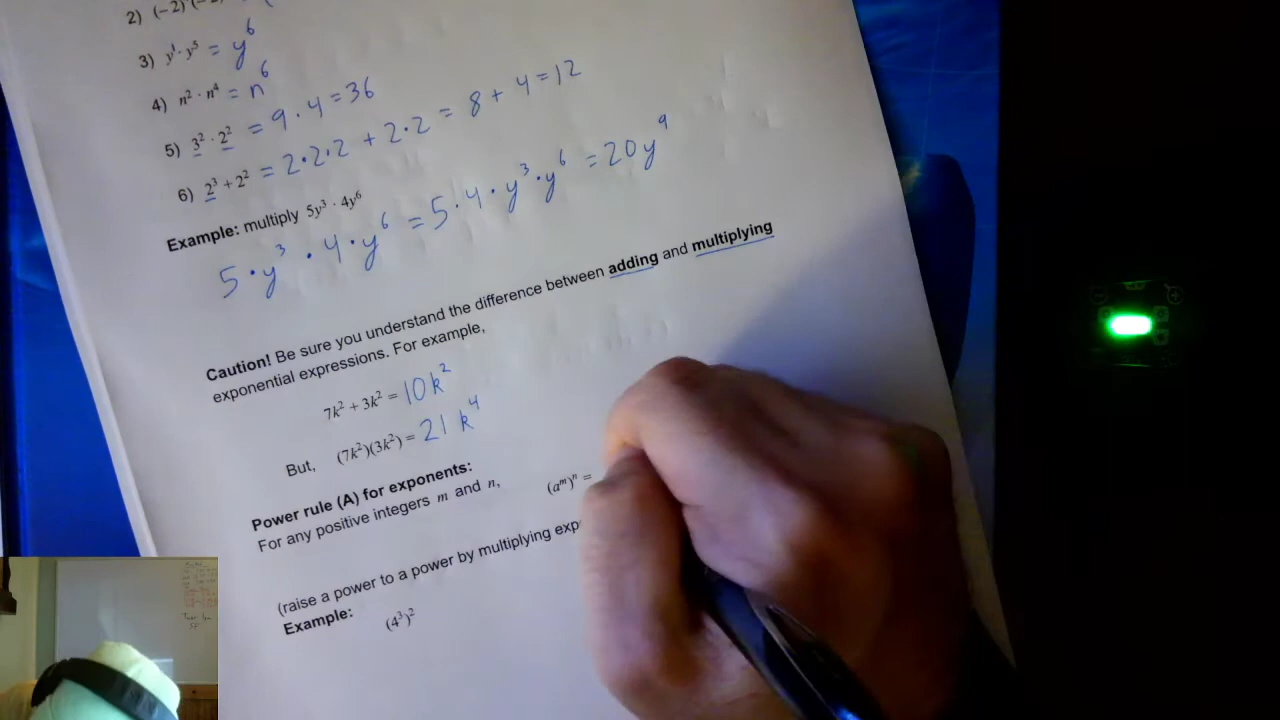 2) (-2)
3) y¹ · y⁵ = y⁶
4) n² · n⁴ = n⁶
5) 3² · 2² = 9 · 4 = 36
6) 2³ + 2² = 2 · 2 · 2 + 2 · 2 = 8 + 4 = 12
Example: multiply 5y³ · 4y⁶
5 · y³ · 4 · y⁶ = 5 · 4 · y³ · y⁶ = 20y⁹
Caution! Be sure you understand the difference between adding and multiplying
exponential expressions. For example,
7k² + 3k² = 10k²
But, (7k²)(3k²) = 21k⁴
Power rule (A) for exponents:
For any positive integers m and n, (aᵐ)ⁿ =
(raise a power to a power by multiplying exp
Example: (4³)²